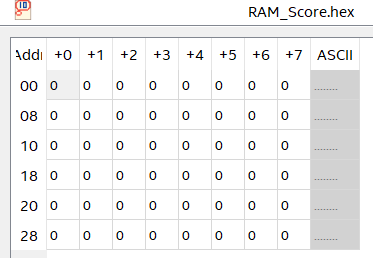 10
RAM_Score.hex
Addr +0 +1 +2 +3 +4 +5 +6 +7 ASCII
00 0 0 0 0 0 0 0 0 ........
08 0 0 0 0 0 0 0 0 ........
10 0 0 0 0 0 0 0 0 ........
18 0 0 0 0 0 0 0 0 ........
20 0 0 0 0 0 0 0 0 ........
28 0 0 0 0 0 0 0 0 ........